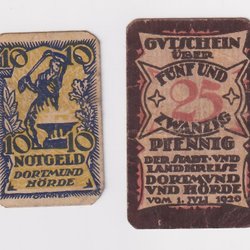 10 10
10 10
NOTGELD
DORTMUND
HÖRDE
GUTSCHEIN
ÜBER
FÜNF UND
25
ZWANZIG
PFENNIG
DER STADT- UND
LANDKREISE
DORTMUND
UND HÖRDE
VOM 1. JULI 1920